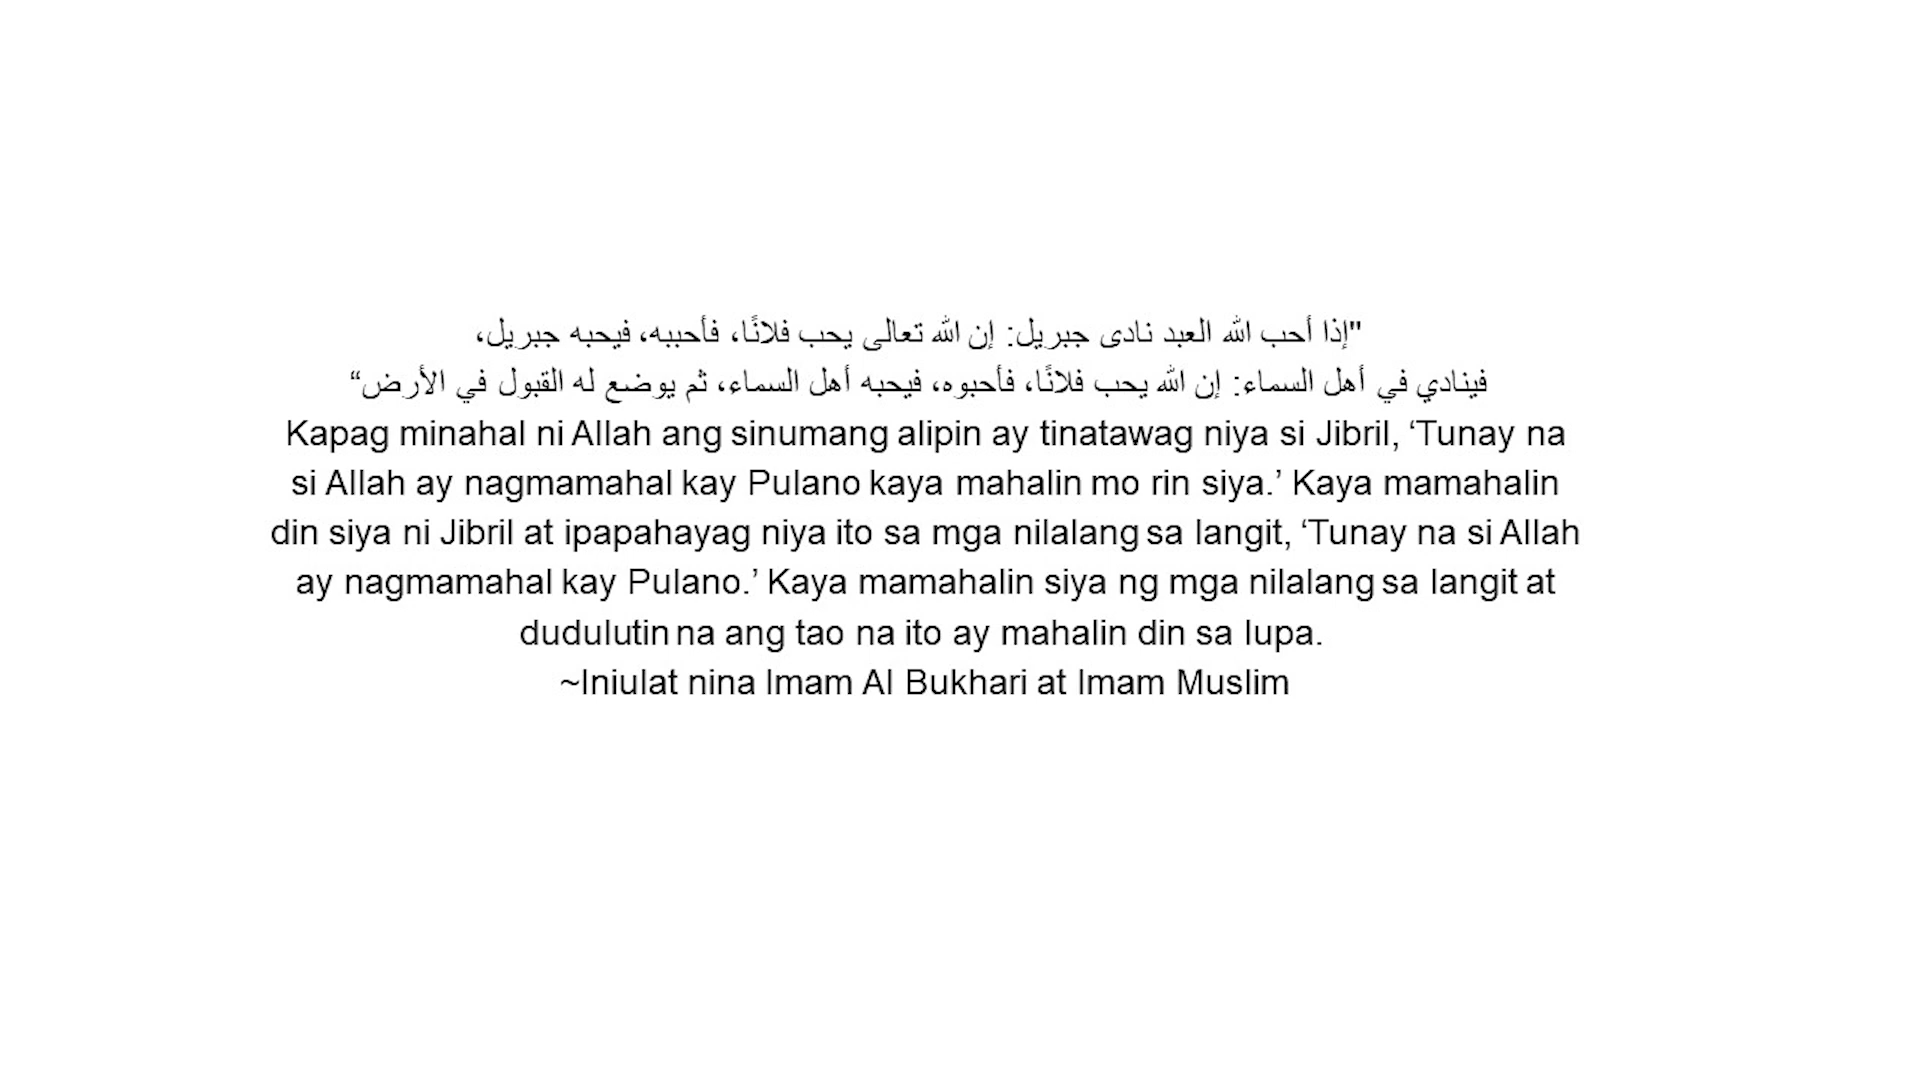 "إذا أحب الله العبد نادى جبريل: إن الله تعالى يحب فلانًا، فأحببه، فيحبه جبريل،
فينادي في أهل السماء: إن الله يحب فلانًا، فأحبوه، فيحبه أهل السماء، ثم يوضع له القبول في الأرض“
Kapag minahal ni Allah ang sinumang alipin ay tinatawag niya si Jibril, ‘Tunay na
si Allah ay nagmamahal kay Pulano kaya mahalin mo rin siya.’ Kaya mamahalin
din siya ni Jibril at ipapahayag niya ito sa mga nilalang sa langit, ‘Tunay na si Allah
ay nagmamahal kay Pulano.’ Kaya mamahalin siya ng mga nilalang sa langit at
dudulutin na ang tao na ito ay mahalin din sa lupa.
~Iniulat nina Imam Al Bukhari at Imam Muslim